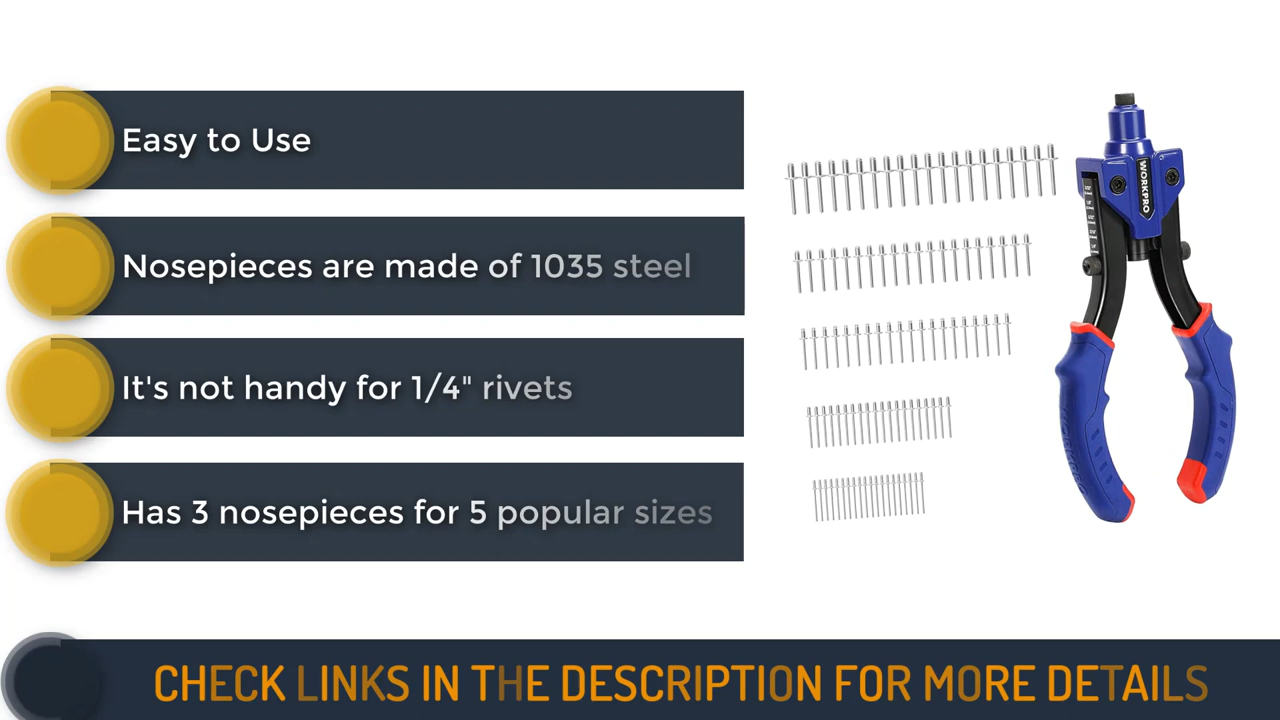 Easy to Use
Nosepieces are made of 1035 steel
It's not handy for 1/4" rivets
Has 3 nosepieces for 5 popular sizes
WORKPRO
CHECK LINKS IN THE DESCRIPTION FOR MORE DETAILS